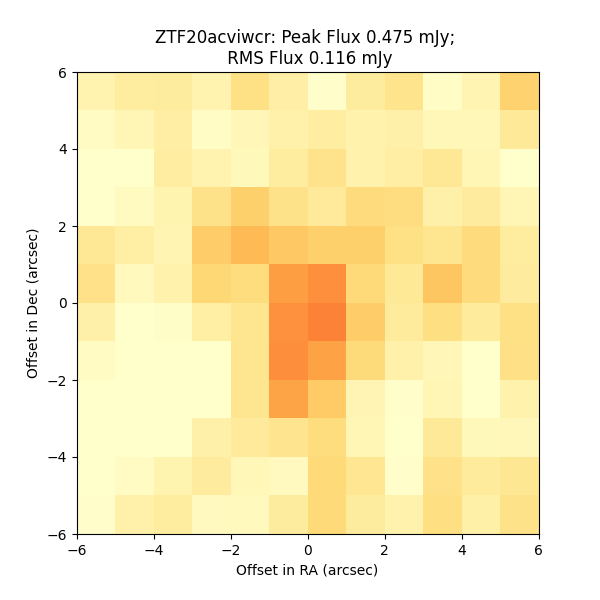 ZTF20acviwcr: Peak Flux 0.475 mJy;
RMS Flux 0.116 mJy
6
4
2
0
−2
−4
−6
Offset in Dec (arcsec)
−6 −4 −2 0 2 4 6
Offset in RA (arcsec)